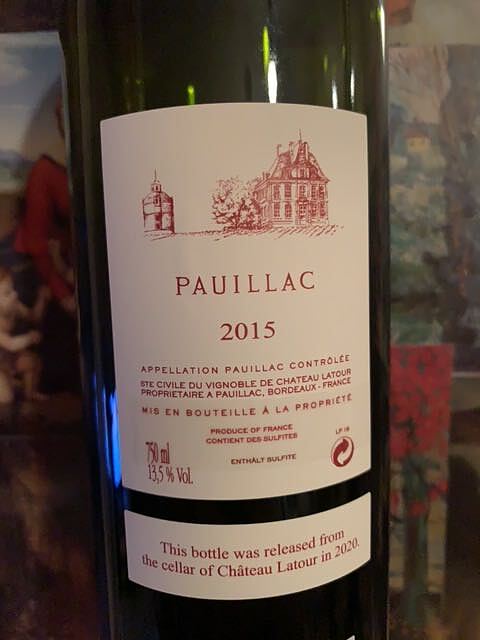 PAUILLAC
2015
APPELLATION PAUILLAC CONTRÔLÉE
STE CIVILE DU VIGNOBLE DE CHATEAU LATOUR
PROPRIETAIRE A PAUILLAC, BORDEAUX - FRANCE
MIS EN BOUTEILLE À LA PROPRIÉTÉ
PRODUCE OF FRANCE
CONTIENT DES SULFITES
LP 18
750 ml
13,5 % Vol.
ENTHÄLT SULFITE
This bottle was released from
the cellar of Château Latour in 2020.